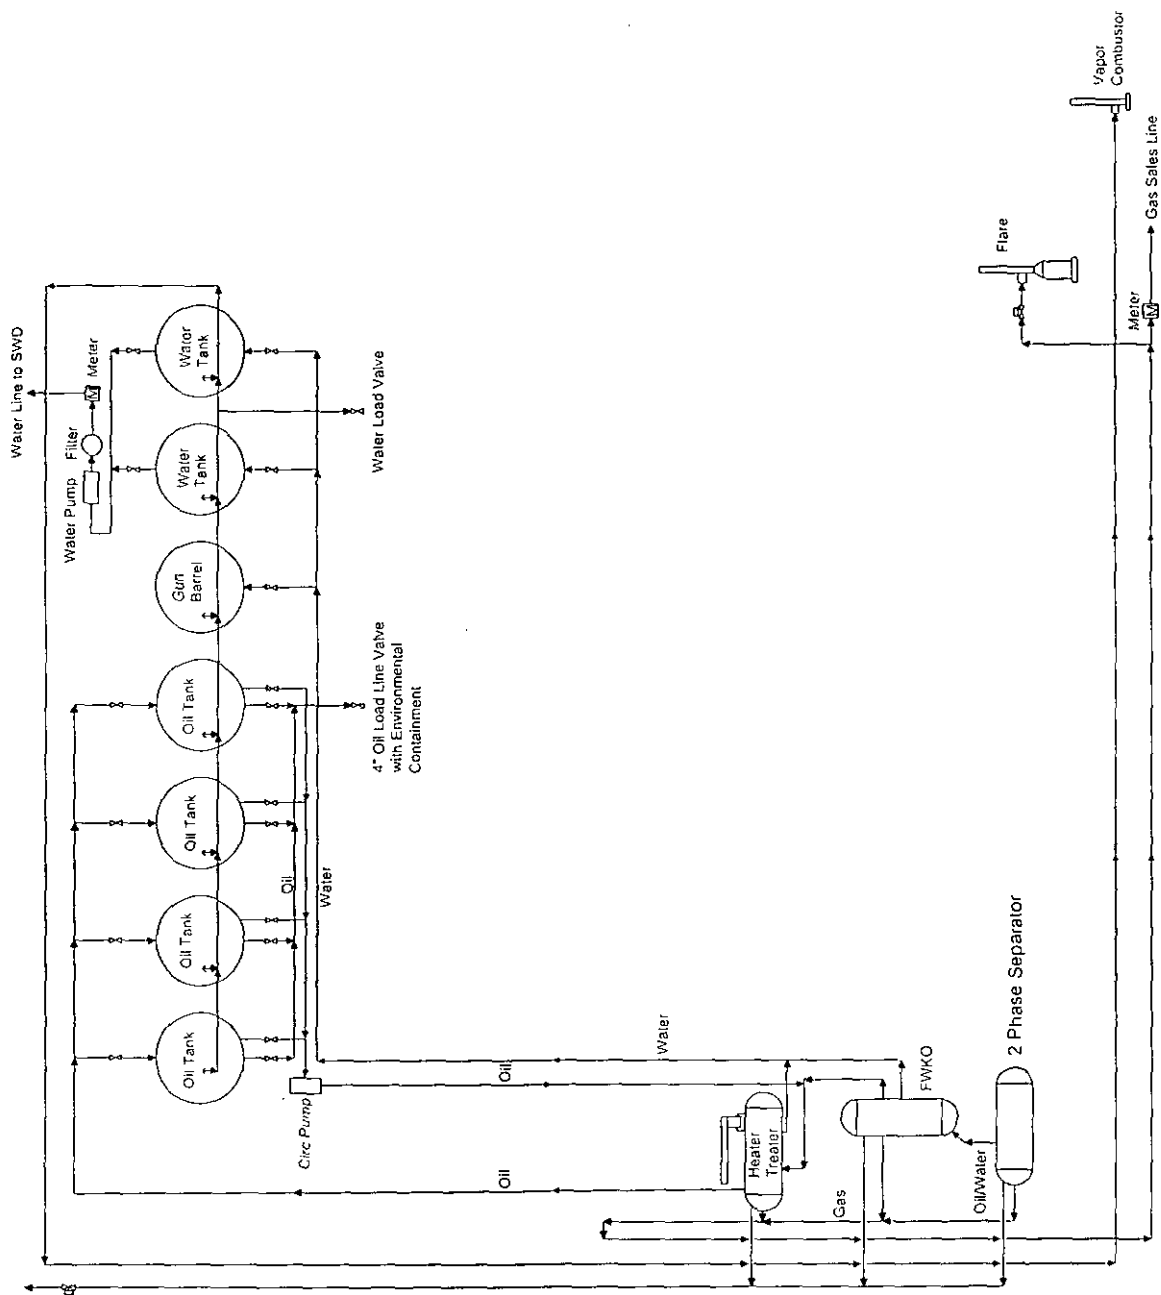 Water Line to SWD
Water Pump
Filter
M
Meter
Oil Tank
Oil Tank
Oil Tank
Oil Tank
Gun
Barrel
Water
Tank
Water
Tank
Oil
Water
4" Oil Load Line Valve
with Environmental
Containment
Water Load Valve
Circ Pump
Oil
Oil
Water
Heater
Treater
FWKO
2 Phase Separator
Gas
Oil/Water
Flare
Meter
M
Gas Sales Line
Vapor
Combustor